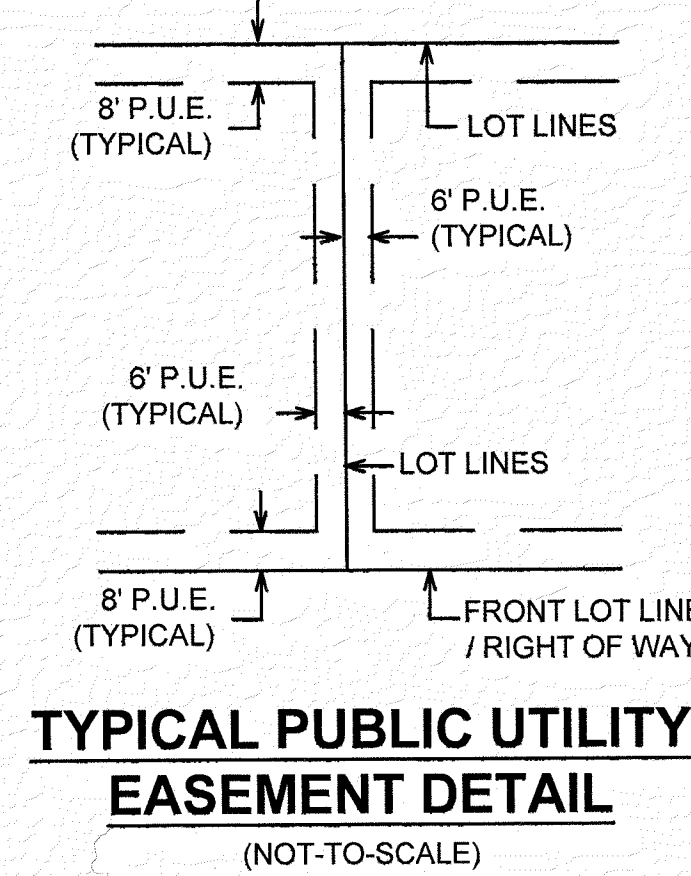 8' P.U.E.
(TYPICAL)
LOT LINES
6' P.U.E.
(TYPICAL)
6' P.U.E.
(TYPICAL)
LOT LINES
8' P.U.E.
(TYPICAL)
FRONT LOT LINE
/ RIGHT OF WAY
TYPICAL PUBLIC UTILITY
EASEMENT DETAIL
(NOT-TO-SCALE)